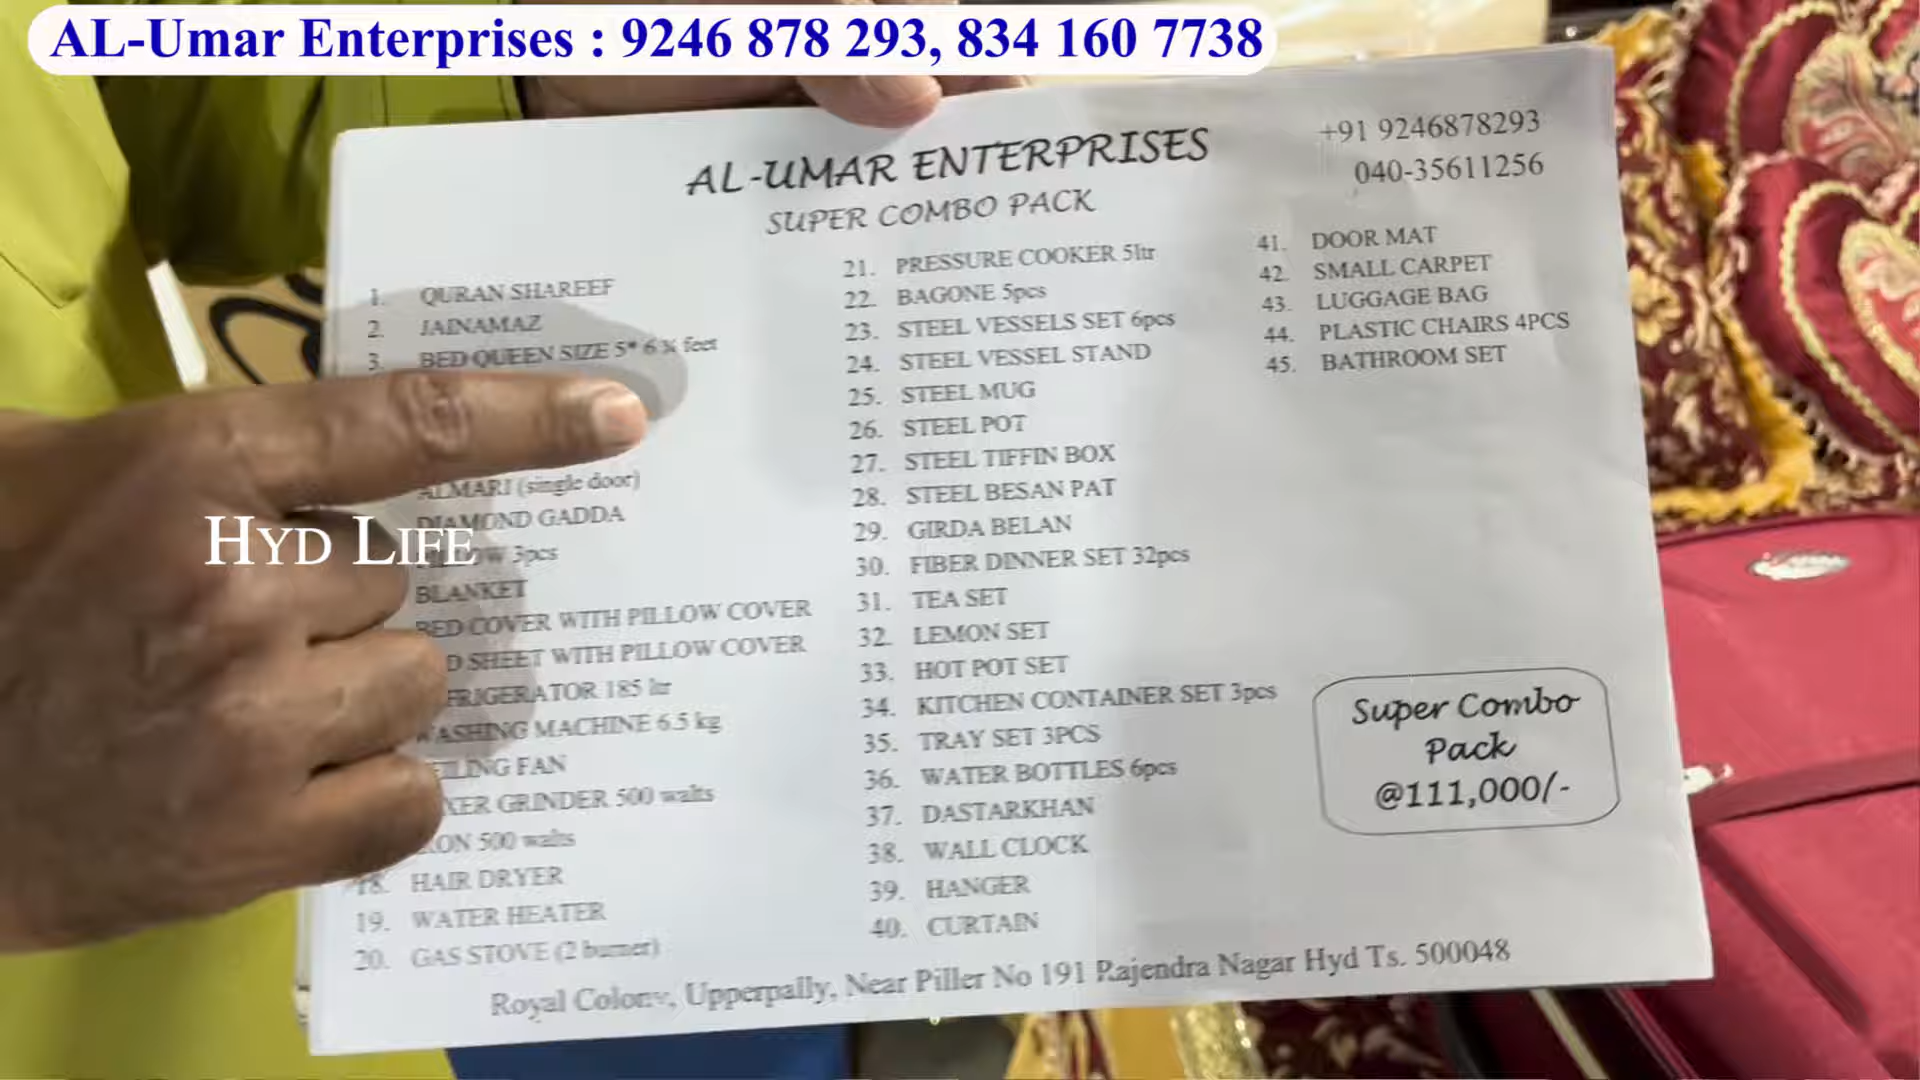 AL-Umar Enterprises : 9246 878 293, 834 160 7738
AL-UMAR ENTERPRISES
SUPER COMBO PACK
+91 9246878293
040-35611256
1. QURAN SHAREEF
2. JAINAMAZ
3. BED QUEEN SIZE 5* 6¼ feet
ALMARI (single door)
DIAMOND GADDA
3pcs
BLANKET
BED COVER WITH PILLOW COVER
SHEET WITH PILLOW COVER
185 ltr
WASHING MACHINE 6.5 kg
FAN
GRINDER 500 walts
500 walts
18. HAIR DRYER
19. WATER HEATER
20. GAS STOVE (2 burner)
21. PRESSURE COOKER 5ltr
22. BAGONE 5pcs
23. STEEL VESSELS SET 6pcs
24. STEEL VESSEL STAND
25. STEEL MUG
26. STEEL POT
27. STEEL TIFFIN BOX
28. STEEL BESAN PAT
29. GIRDA BELAN
30. FIBER DINNER SET 32pcs
31. TEA SET
32. LEMON SET
33. HOT POT SET
34. KITCHEN CONTAINER SET 3pcs
35. TRAY SET 3PCS
36. WATER BOTTLES 6pcs
37. DASTARKHAN
38. WALL CLOCK
39. HANGER
40. CURTAIN
41. DOOR MAT
42. SMALL CARPET
43. LUGGAGE BAG
44. PLASTIC CHAIRS 4PCS
45. BATHROOM SET
Super Combo
Pack
@111,000/-
Royal Colony, Upperpally, Near Piller No 191 Rajendra Nagar Hyd Ts. 500048
HYD LIFE